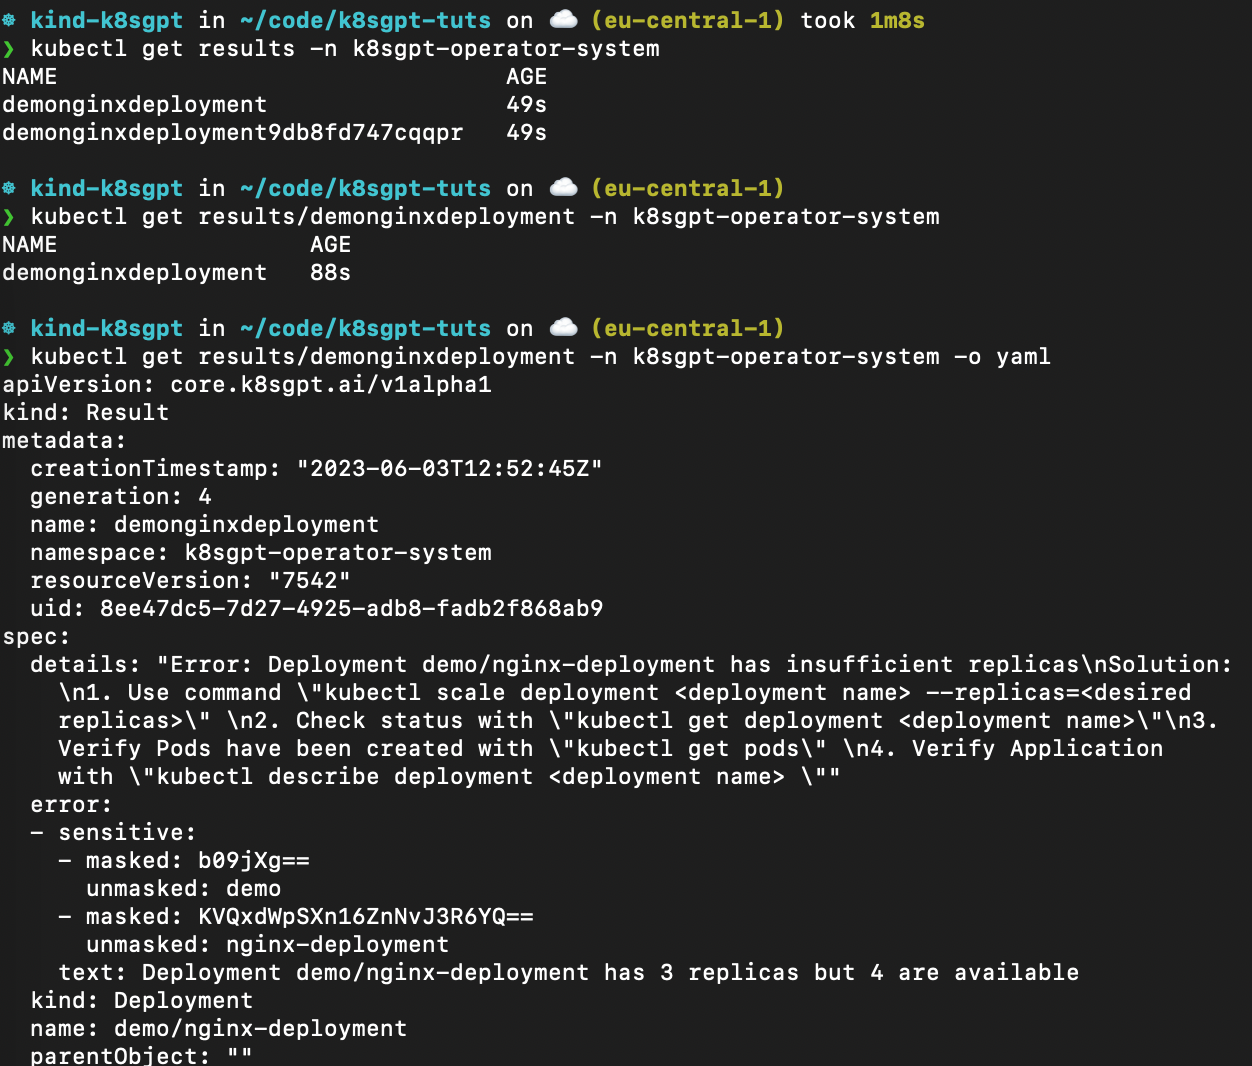 ☸ kind-k8sgpt in ~/code/k8sgpt-tuts on ☁️ (eu-central-1) took 1m8s
❯ kubectl get results -n k8sgpt-operator-system
NAME                                AGE
demonginxdeployment                 49s
demonginxdeployment9db8fd747cqqpr   49s

☸ kind-k8sgpt in ~/code/k8sgpt-tuts on ☁️ (eu-central-1)
❯ kubectl get results/demonginxdeployment -n k8sgpt-operator-system
NAME                  AGE
demonginxdeployment   88s

☸ kind-k8sgpt in ~/code/k8sgpt-tuts on ☁️ (eu-central-1)
❯ kubectl get results/demonginxdeployment -n k8sgpt-operator-system -o yaml
apiVersion: core.k8sgpt.ai/v1alpha1
kind: Result
metadata:
  creationTimestamp: "2023-06-03T12:52:45Z"
  generation: 4
  name: demonginxdeployment
  namespace: k8sgpt-operator-system
  resourceVersion: "7542"
  uid: 8ee47dc5-7d27-4925-adb8-fadb2f868ab9
spec:
  details: "Error: Deployment demo/nginx-deployment has insufficient replicas\nSolution:
    \n1. Use command \"kubectl scale deployment <deployment name> --replicas=<desired
    replicas>\" \n2. Check status with \"kubectl get deployment <deployment name>\"\n3.
    Verify Pods have been created with \"kubectl get pods\" \n4. Verify Application
    with \"kubectl describe deployment <deployment name> \""
  error:
  - sensitive:
    - masked: b09jXg==
      unmasked: demo
    - masked: KVQxdWpSXn16ZnNvJ3R6YQ==
      unmasked: nginx-deployment
    text: Deployment demo/nginx-deployment has 3 replicas but 4 are available
  kind: Deployment
  name: demo/nginx-deployment
  parentObject: ""